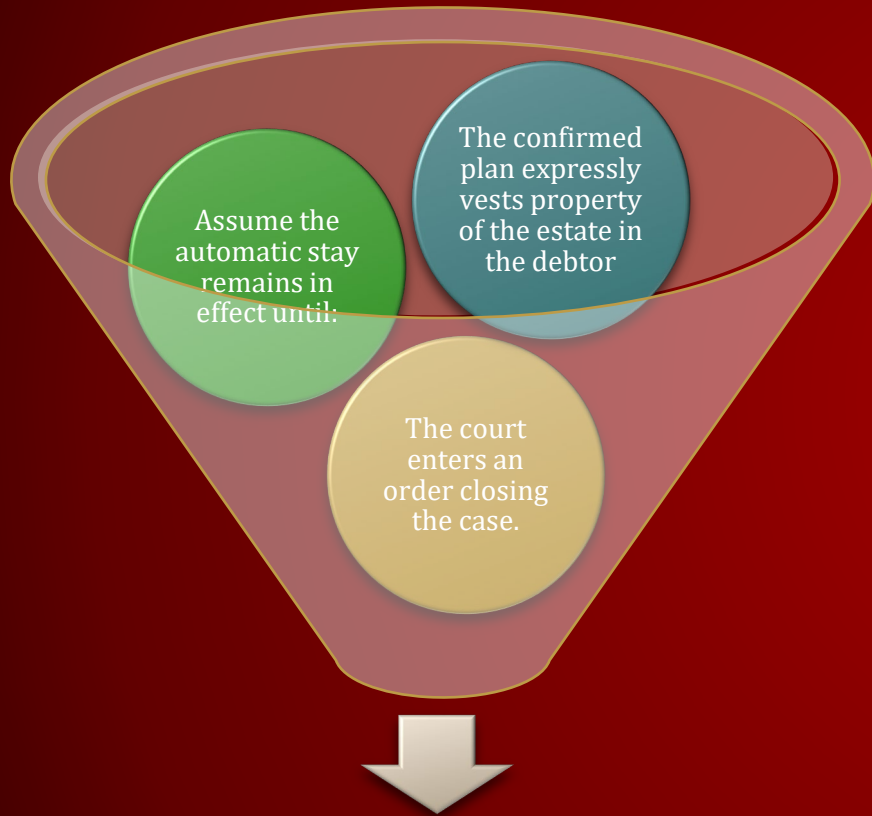 Assume the
automatic stay
remains in
effect until:
The confirmed
plan expressly
vests property
of the estate in
the debtor
The court
enters an
order closing
the case.